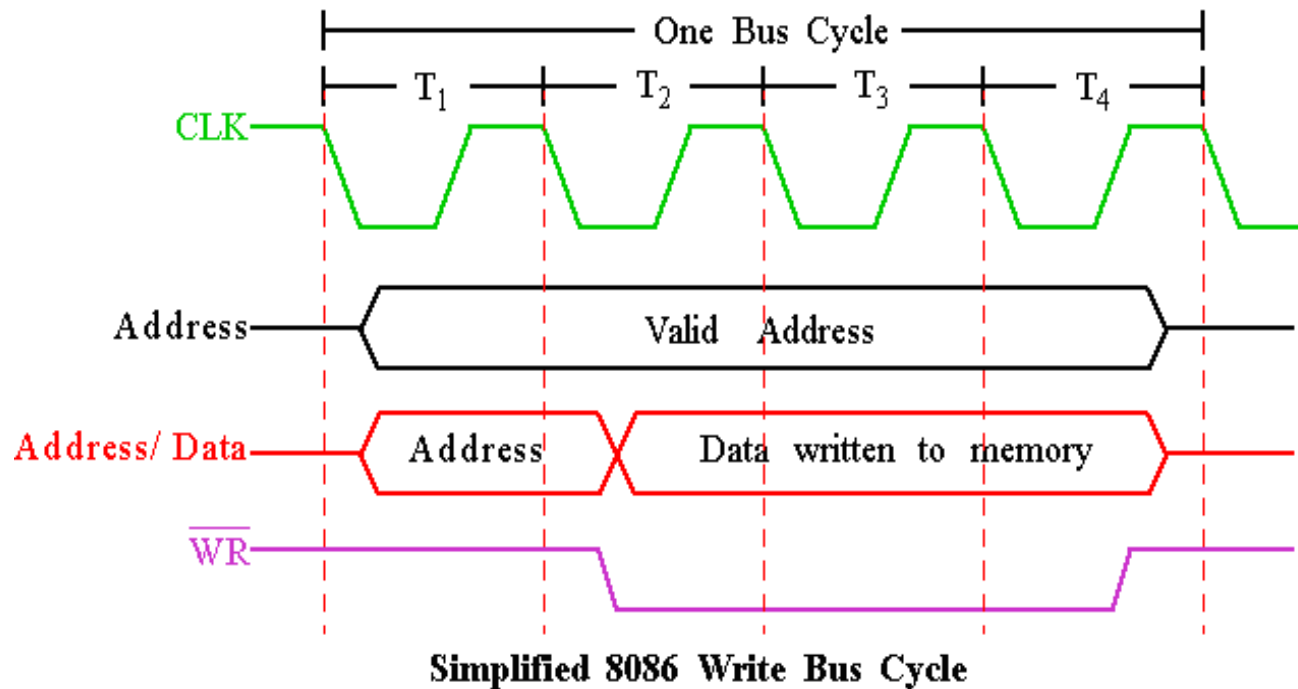 One Bus Cycle
T₁ T₂ T₃ T₄
CLK
Address Valid Address
Address/ Data Address Data written to memory
W̅R̅
Simplified 8086 Write Bus Cycle